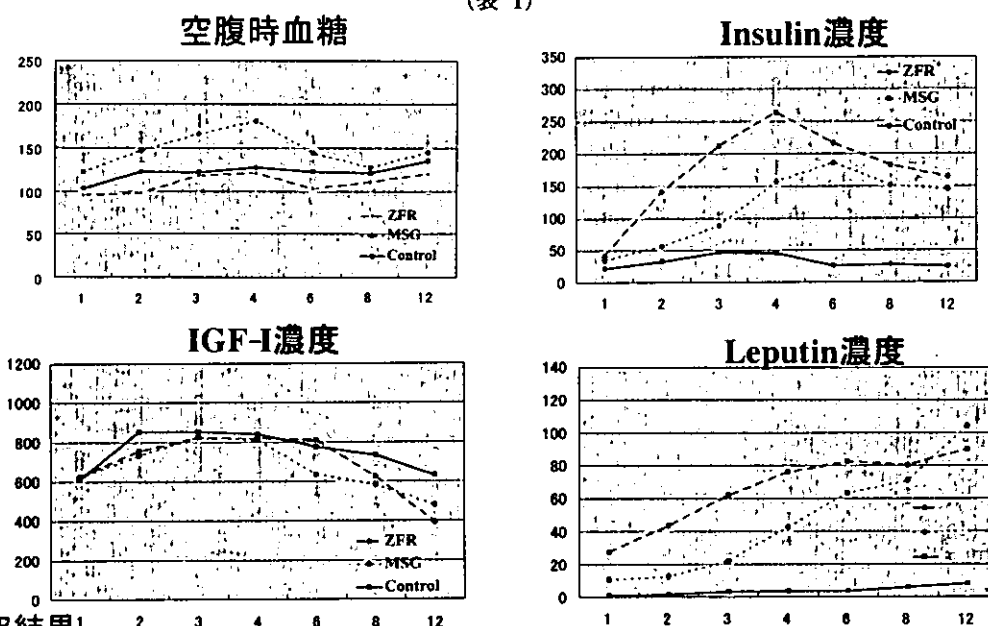 (表 1)
空腹時血糖
250
200
150
100
50
0
ZFR
MSG
Control
1 2 3 4 6 8 12
Insulin濃度
350
300
250
200
150
100
50
0
ZFR
MSG
Control
1 2 3 4 6 8 12
IGF-I濃度
1200
1000
800
600
400
200
0
ZFR
MSG
Control
1 2 3 4 6 8 12
Leputin濃度
140
120
100
80
60
40
20
0
1 2 3 4 6 8 12
結果